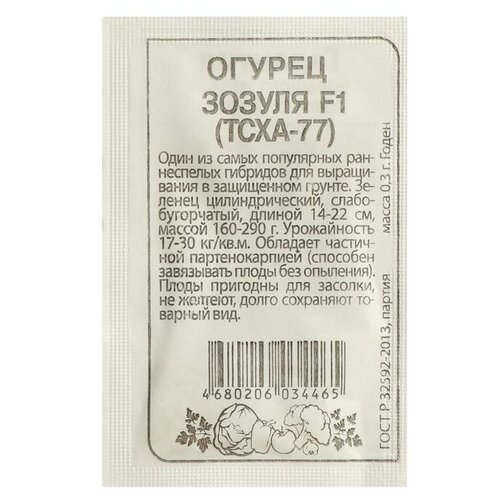 ОГУРЕЦ
ЗОЗУЛЯ F1
(ТСХА-77)
Один из самых популярных ран-
неспелых гибридов для выращи-
вания в защищенном грунте. Зе-
ленец цилиндрический, слабо-
бугорчатый, длиной 14-22 см,
массой 160-290 г. Урожайность
17-30 кг/кв.м. Обладает частич-
ной партенокарпией (способен
завязывать плоды без опыления).
Плоды пригодны для засолки,
не желтеют, долго сохраняют то-
варный вид.
4680206 034465
ГОСТ Р 32592-2013, партия
масса 0,3 г. Годен